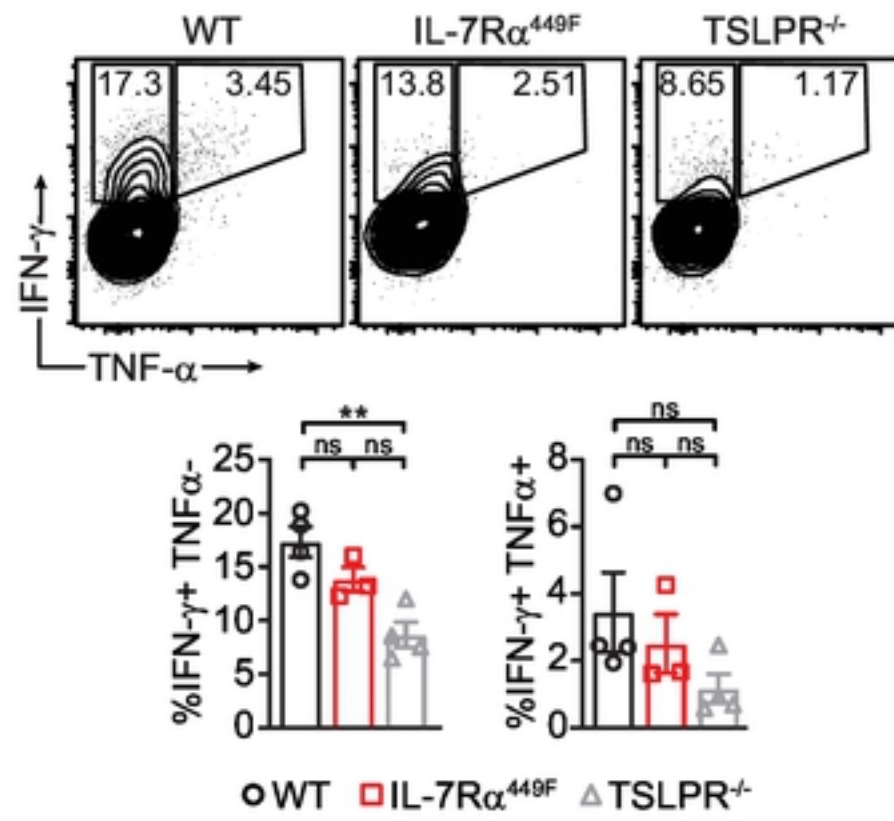 WT IL-7Rα449F TSLPR-/-
17.3 3.45 13.8 2.51 8.65 1.17
IFN-γ
TNF-α
**
ns ns
%IFN-γ+ TNFα-
25
20
15
10
5
0
ns
ns ns
%IFN-γ+ TNFα+
8
6
4
2
0
WT IL-7Rα449F TSLPR-/-